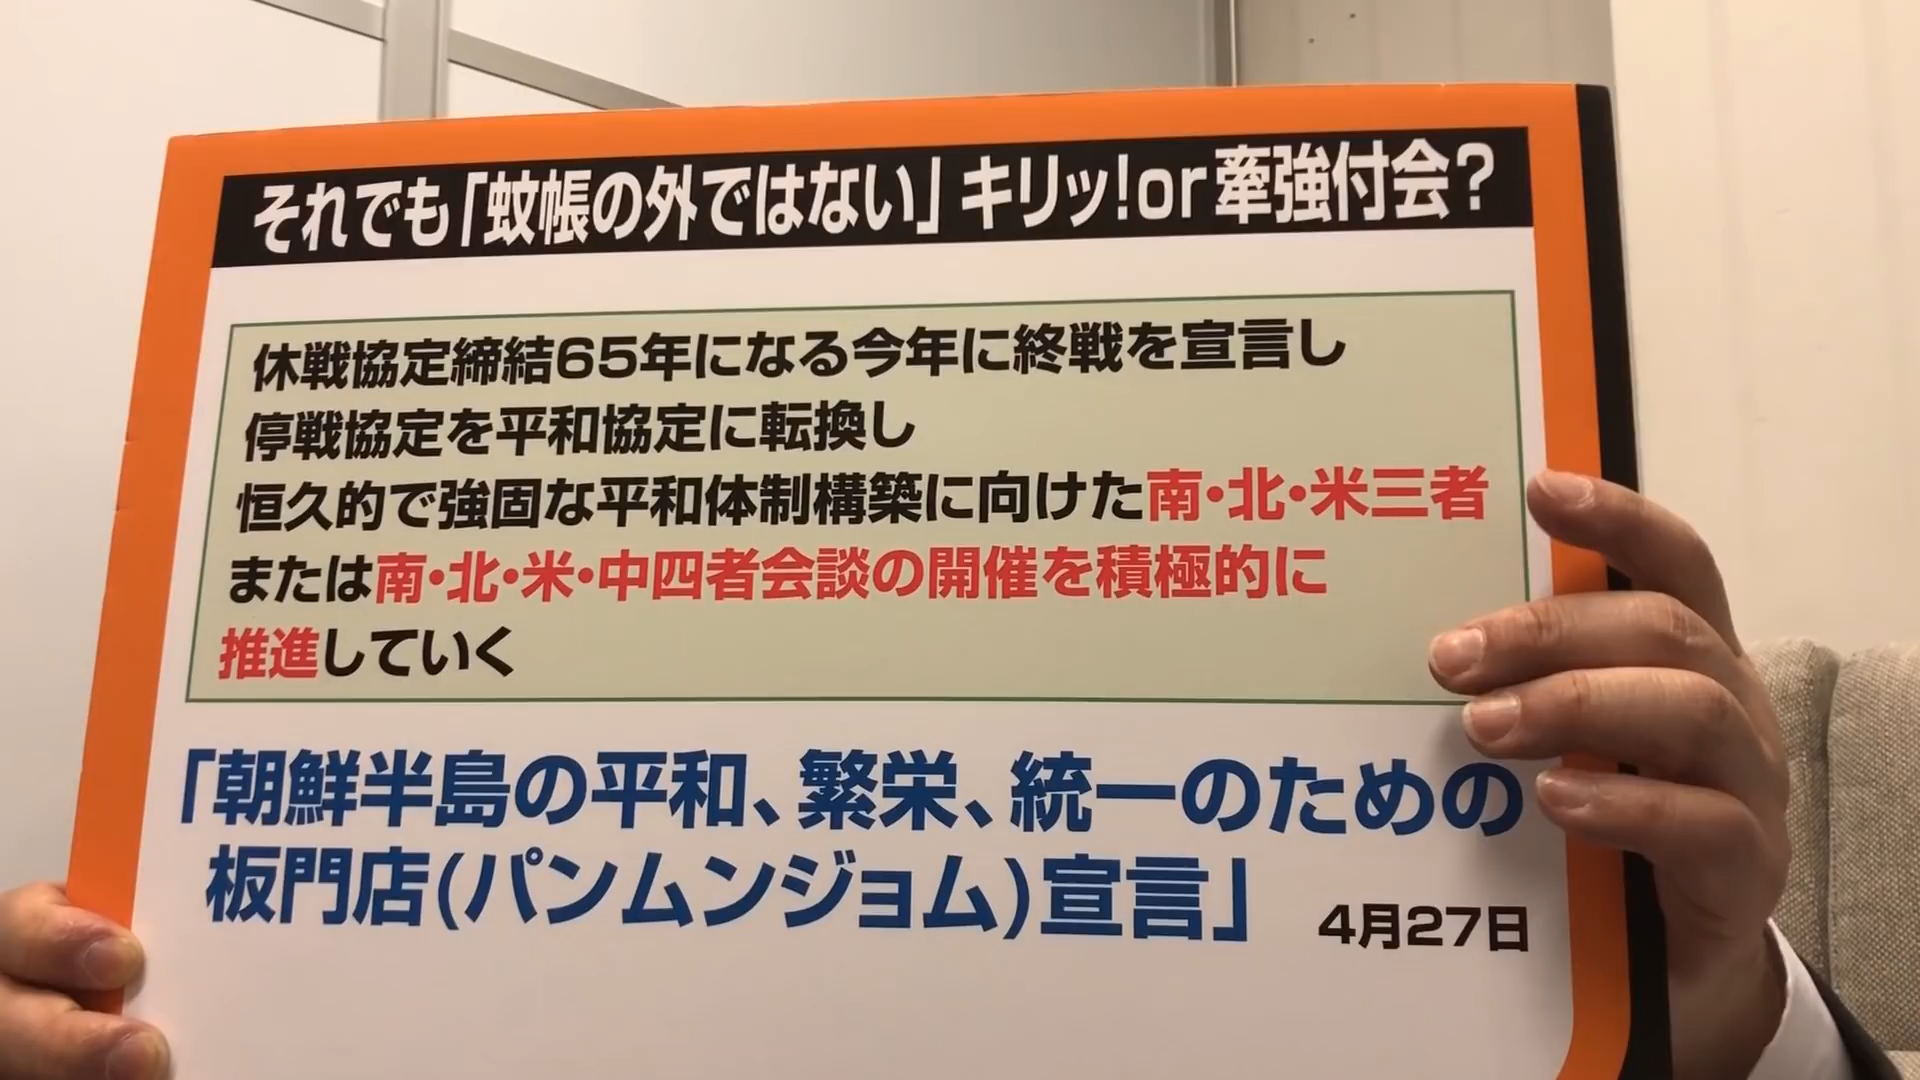 それでも「蚊帳の外ではない」キリッ!or牽強付会?
休戦協定締結65年になる今年に終戦を宣言し
停戦協定を平和協定に転換し
恒久的で強固な平和体制構築に向けた南・北・米三者
または南・北・米・中四者会談の開催を積極的に
推進していく
「朝鮮半島の平和、繁栄、統一のための
板門店(パンムンジョム)宣言」
4月27日